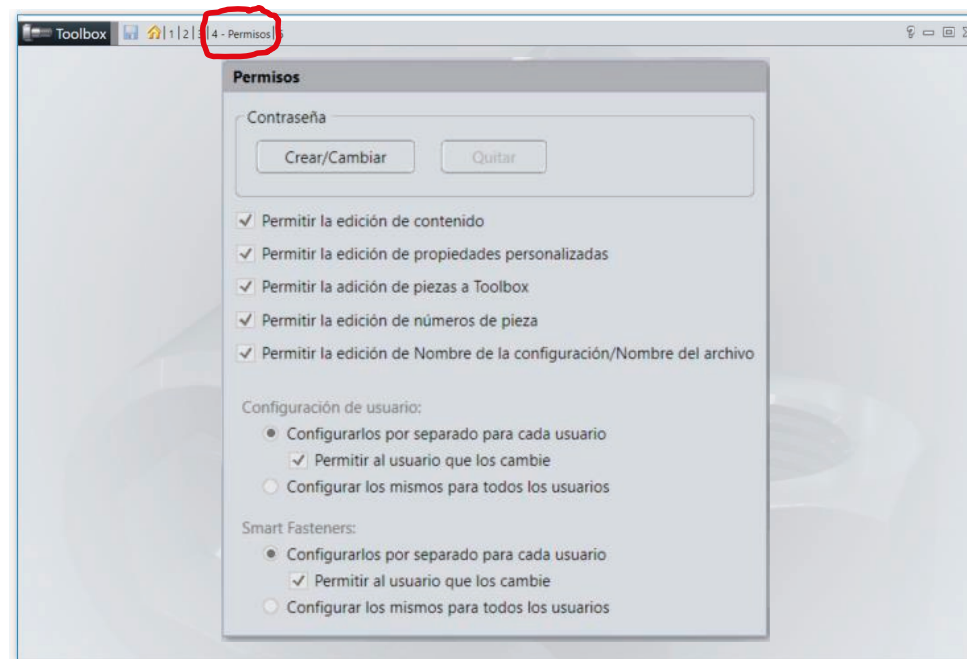 Toolbox 1 2 3 4 - Permisos 5
Permisos
Contraseña
Crear/Cambiar Quitar
Permitir la edición de contenido
Permitir la edición de propiedades personalizadas
Permitir la adición de piezas a Toolbox
Permitir la edición de números de pieza
Permitir la edición de Nombre de la configuración/Nombre del archivo
Configuración de usuario:
Configurarlos por separado para cada usuario
Permitir al usuario que los cambie
Configurar los mismos para todos los usuarios
Smart Fasteners:
Configurarlos por separado para cada usuario
Permitir al usuario que los cambie
Configurar los mismos para todos los usuarios